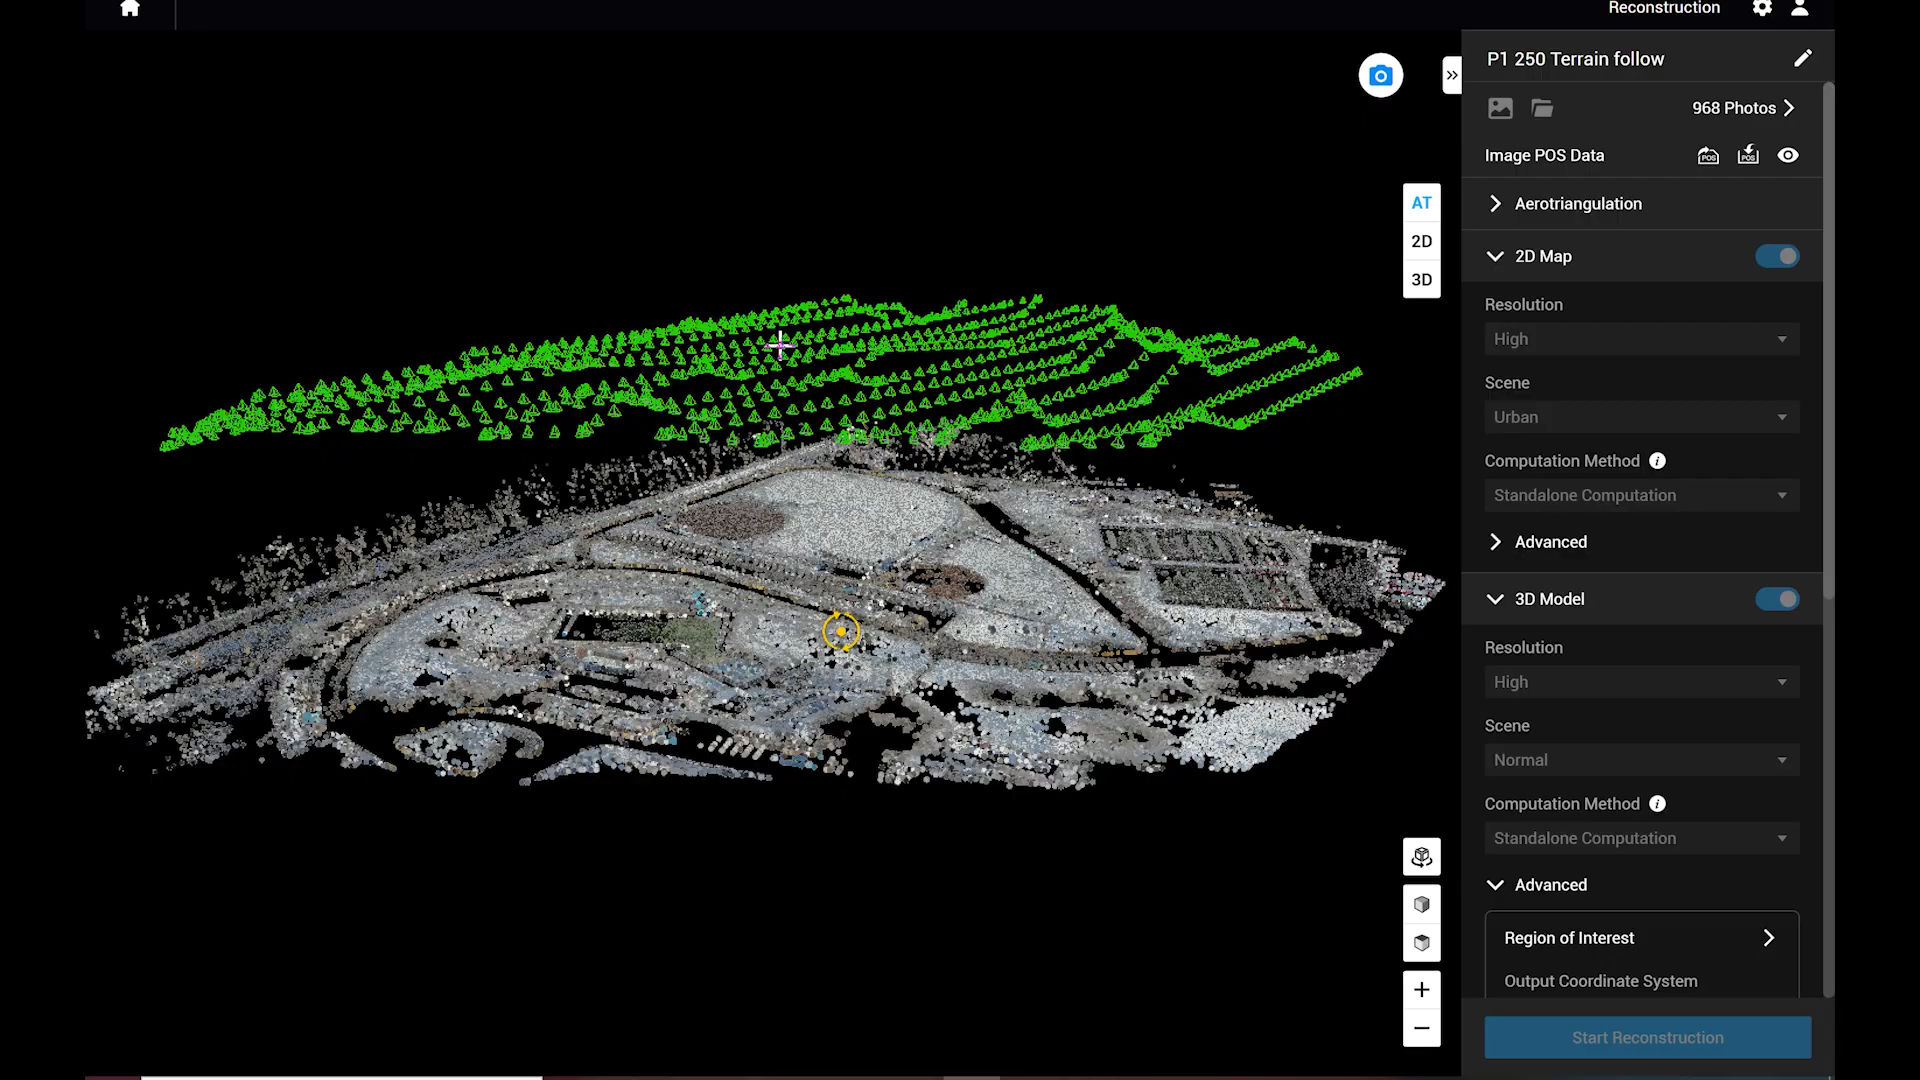 Reconstruction
P1 250 Terrain follow
968 Photos
Image POS Data
POS
POS
AT
Aerotriangulation
2D
2D Map
3D
Resolution
High
Scene
Urban
Computation Method
Standalone Computation
Advanced
3D Model
Resolution
High
Scene
Normal
Computation Method
Standalone Computation
Advanced
Region of Interest
Output Coordinate System
Start Reconstruction